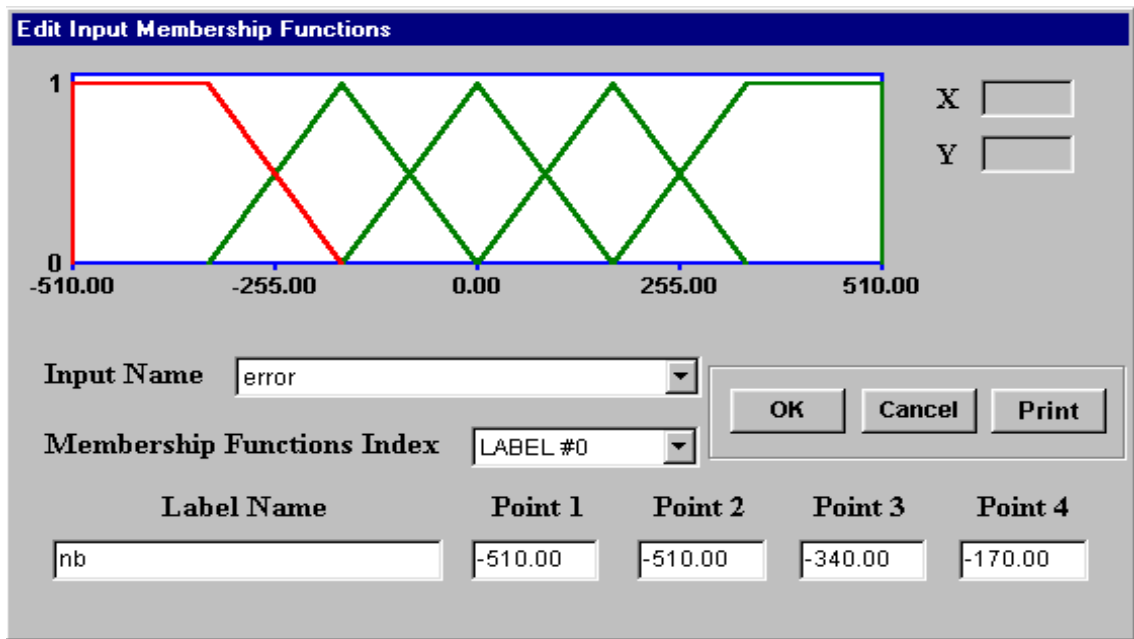 Edit Input Membership Functions
1
X
Y
0
-510.00 -255.00 0.00 255.00 510.00
Input Name error
OK Cancel Print
Membership Functions Index LABEL #0
Label Name Point 1 Point 2 Point 3 Point 4
nb -510.00 -510.00 -340.00 -170.00